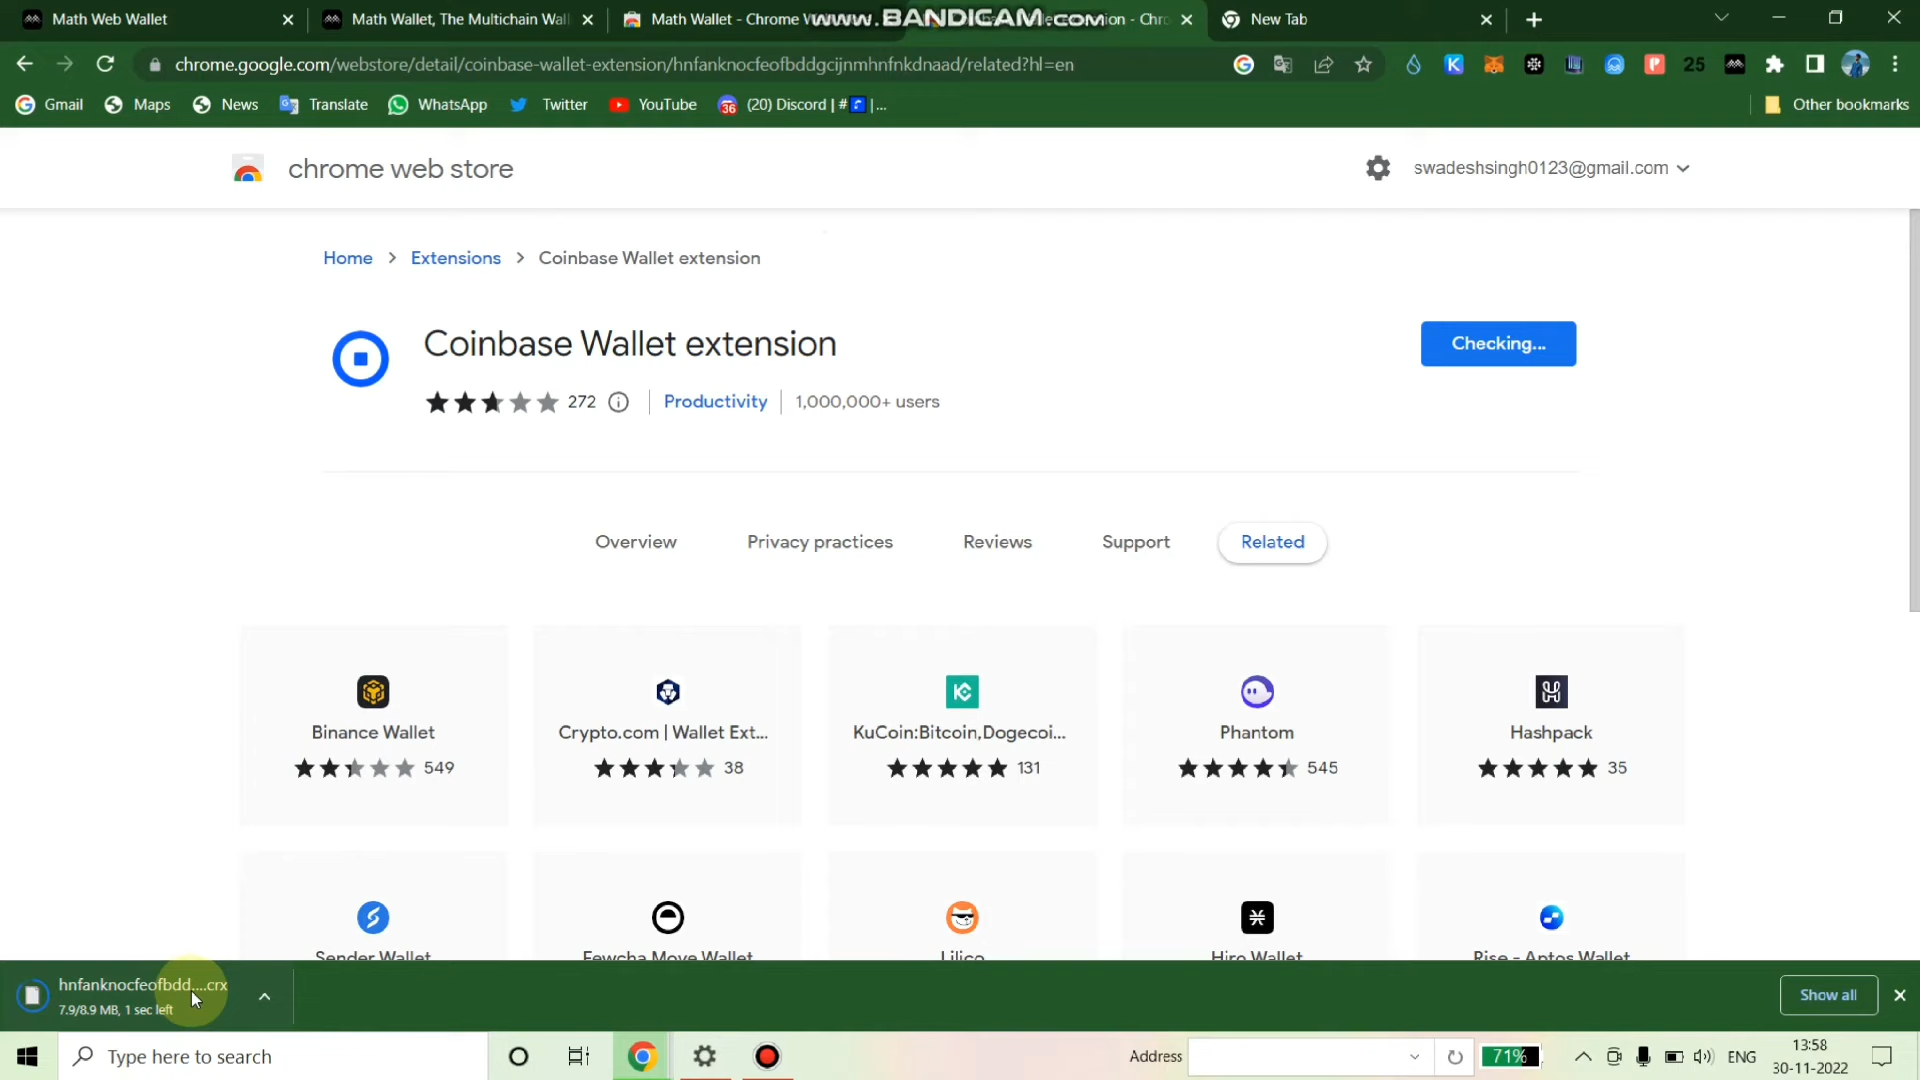 Math Web Wallet
Math Wallet, The Multichain Wal
Math Wallet - Chrome W
www.BANDICAM.com
Wallet extension - Chro
New Tab
chrome.google.com/webstore/detail/coinbase-wallet-extension/hnfanknocfeofbddgcijnmhnfnkdnaad/related?hl=en
25
Gmail
Maps
News
Translate
WhatsApp
Twitter
YouTube
36
(20) Discord | # | ...
Other bookmarks
chrome web store
swadeshsingh0123@gmail.com
Home > Extensions > Coinbase Wallet extension
Coinbase Wallet extension
Checking...
272
Productivity
1,000,000+ users
Overview
Privacy practices
Reviews
Support
Related
Binance Wallet
549
Crypto.com | Wallet Ext...
38
KuCoin:Bitcoin,Dogecoi...
131
Phantom
545
Hashpack
35
Sender Wallet
Fewcha Move Wallet
Lilico
Hiro Wallet
Rise - Aptos Wallet
hnfanknocfeofbdd....crx
7.9/8.9 MB, 1 sec left
Show all
Type here to search
Address
71%
ENG
13:58
30-11-2022